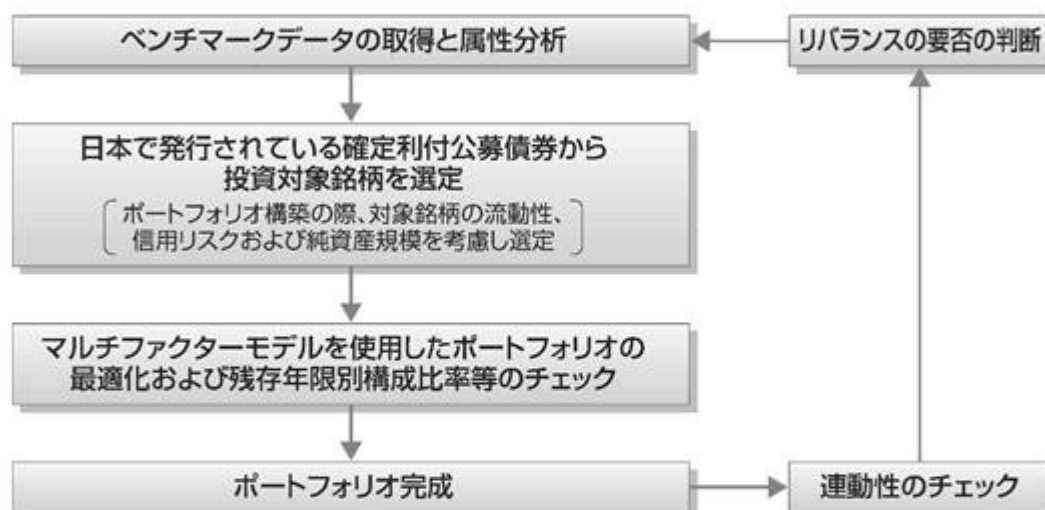 ベンチマークデータの取得と属性分析
リバランスの要否の判断
日本で発行されている確定利付公募債券から
投資対象銘柄を選定
ポートフォリオ構築の際、対象銘柄の流動性、
信用リスクおよび純資産規模を考慮し選定
マルチファクターモデルを使用したポートフォリオの
最適化および残存年限別構成比率等のチェック
ポートフォリオ完成
連動性のチェック